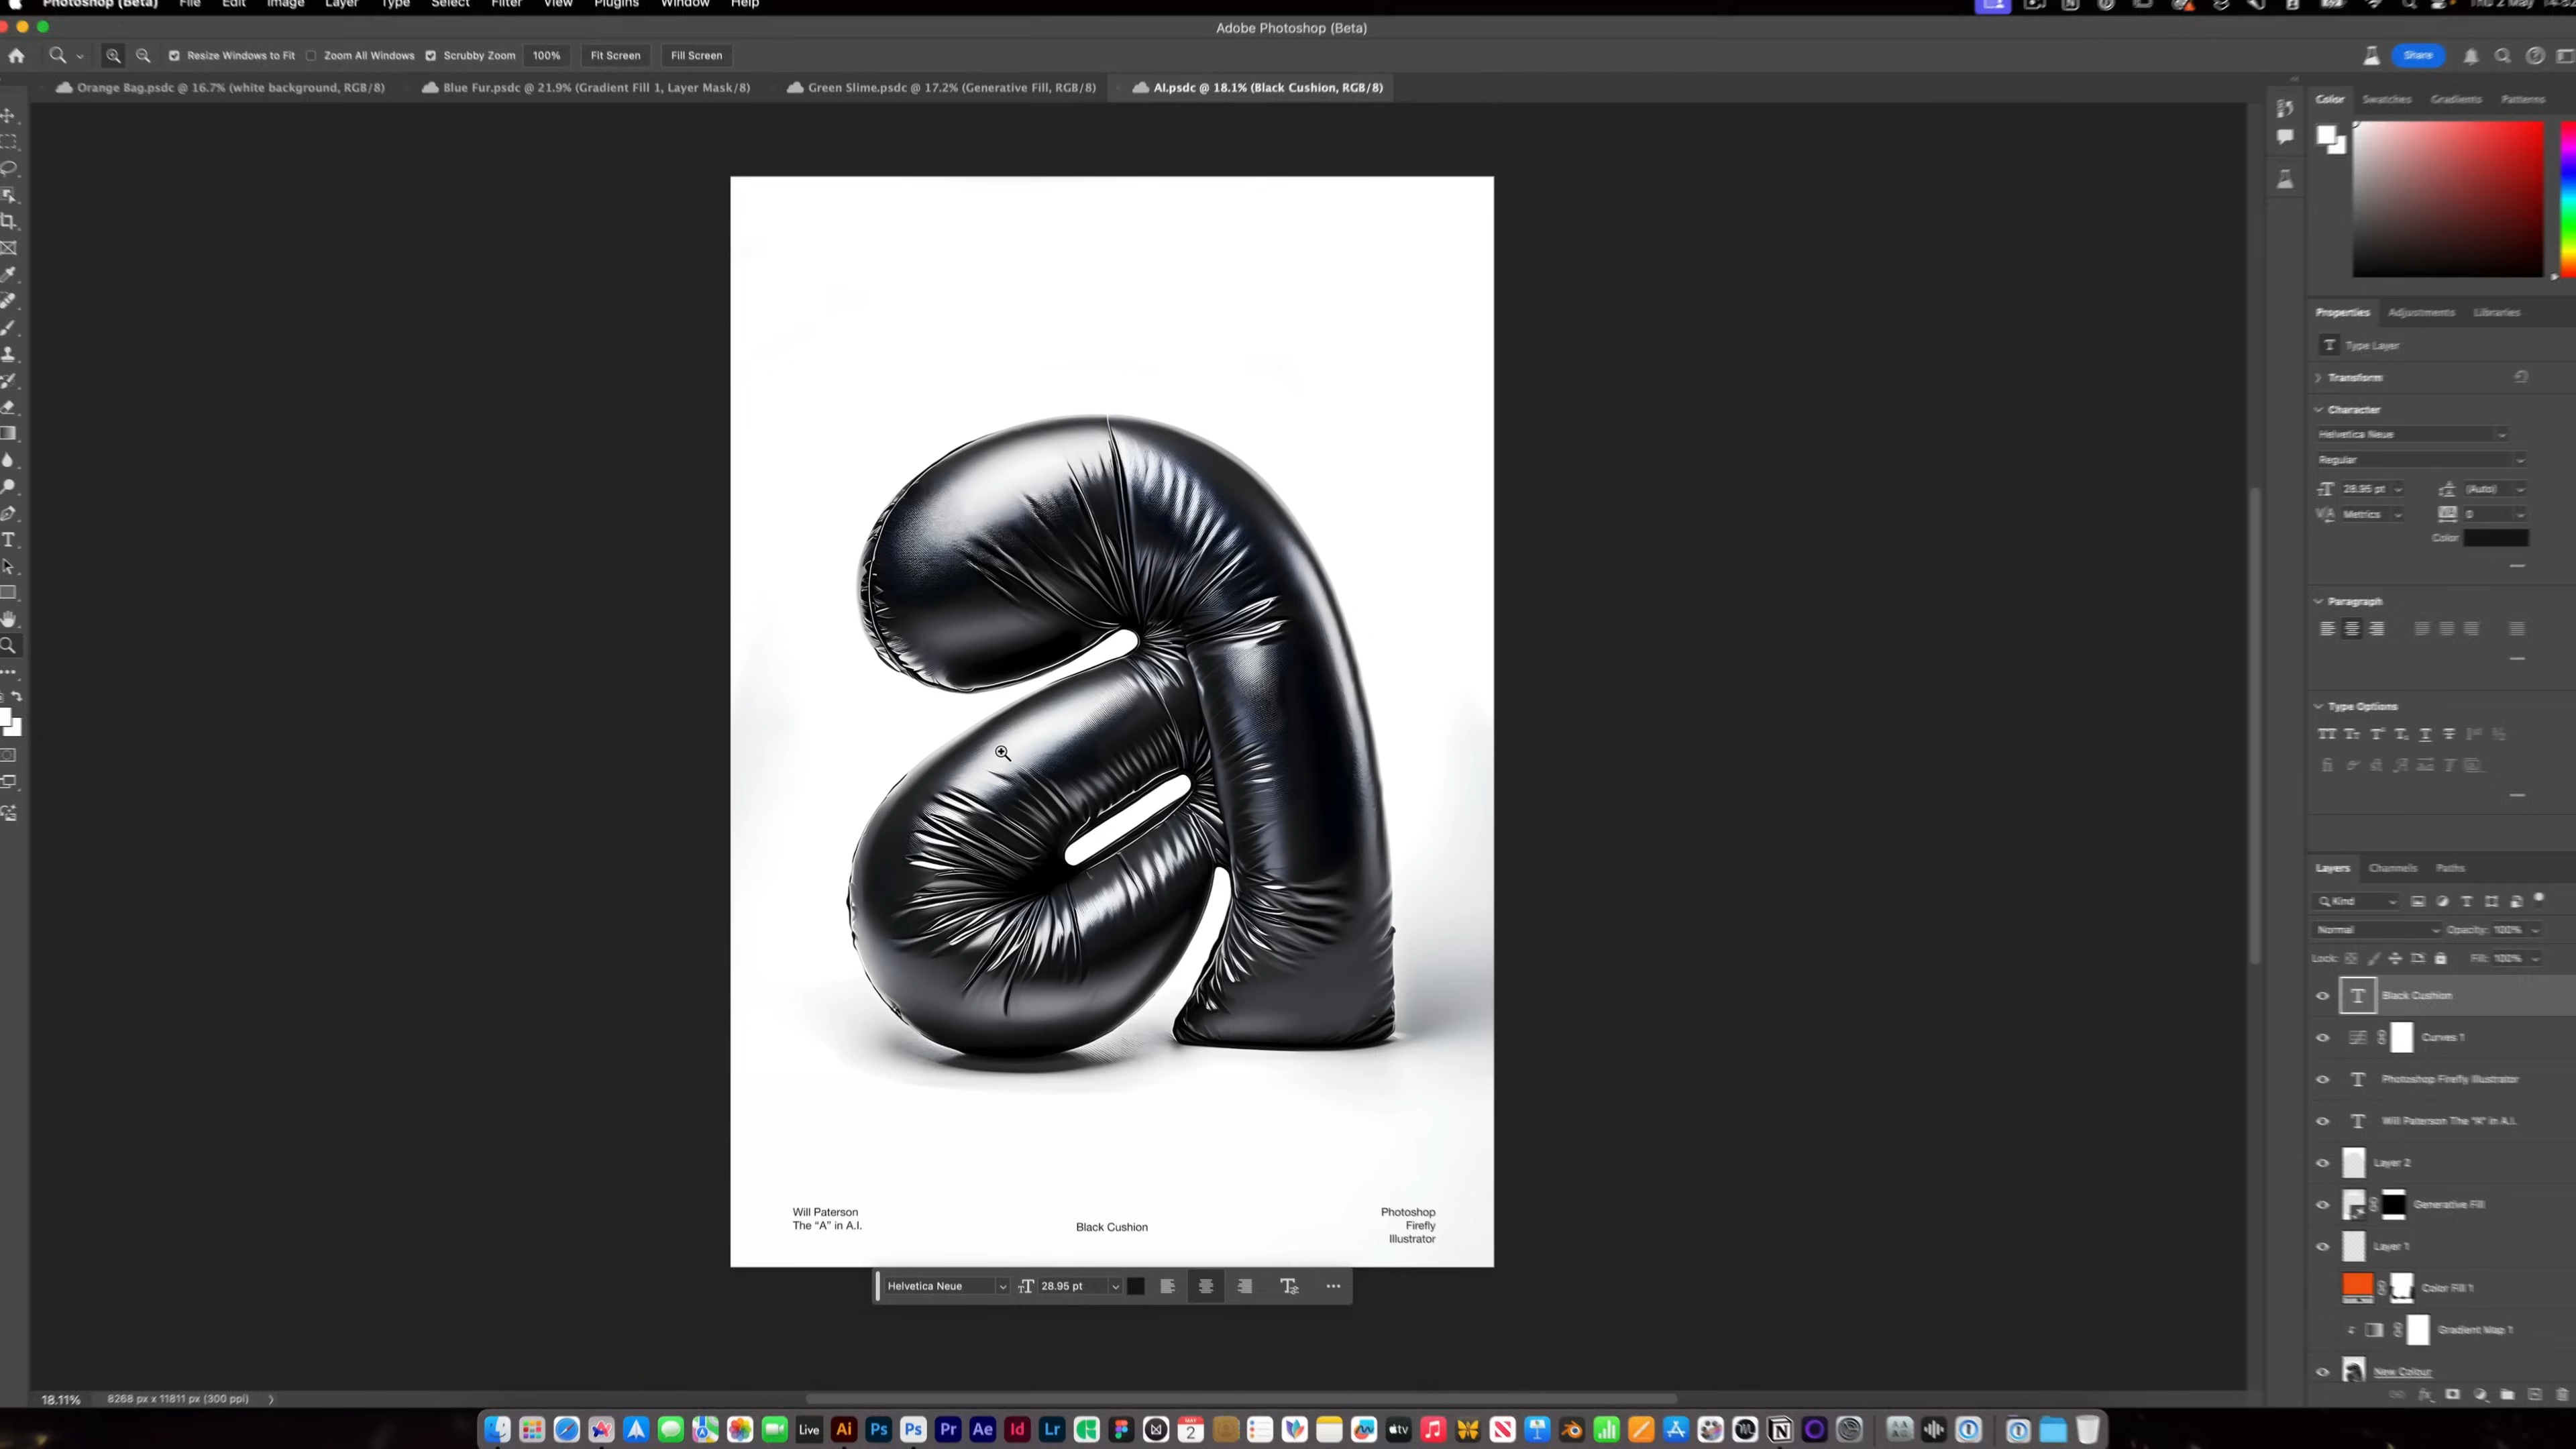 Photoshop (Beta) File Edit Image Layer Type Select Filter View Plugins Window Help
Thu 2 May
Adobe Photoshop (Beta)
Resize Windows to Fit Zoom All Windows Scrubby Zoom 100% Fit Screen Fill Screen
Share
Orange Bag.psdc @ 16.7% (white background, RGB/8)
Blue Fur.psdc @ 21.9% (Gradient Fill 1, Layer Mask/8)
Green Slime.psdc @ 17.2% (Generative Fill, RGB/8)
AI.psdc @ 18.1% (Black Cushion, RGB/8)
Color Swatches Gradients Patterns
Properties Adjustments Libraries
Type Layer
Transform
Character
Helvetica Neue
Regular
28.95 pt (Auto)
Metrics 0
Color
Paragraph
Type Options
Layers Channels Paths
Kind
Normal Opacity: 100%
Lock: Fill: 100%
Black Cushion
Curves 1
Photoshop Firefly Illustrator
Will Paterson The "A" in A.I.
Layer 2
Generative Fill
Layer 1
Color Fill 1
Gradient Map 1
New Colour
a
Will Paterson
The “A” in A.I.
Black Cushion
Photoshop
Firefly
Illustrator
Helvetica Neue 28.95 pt
18.11% 8268 px x 11811 px (300 ppi)
Live Ai Ps Ps Pr Ae Id Lr MAY 2 tv